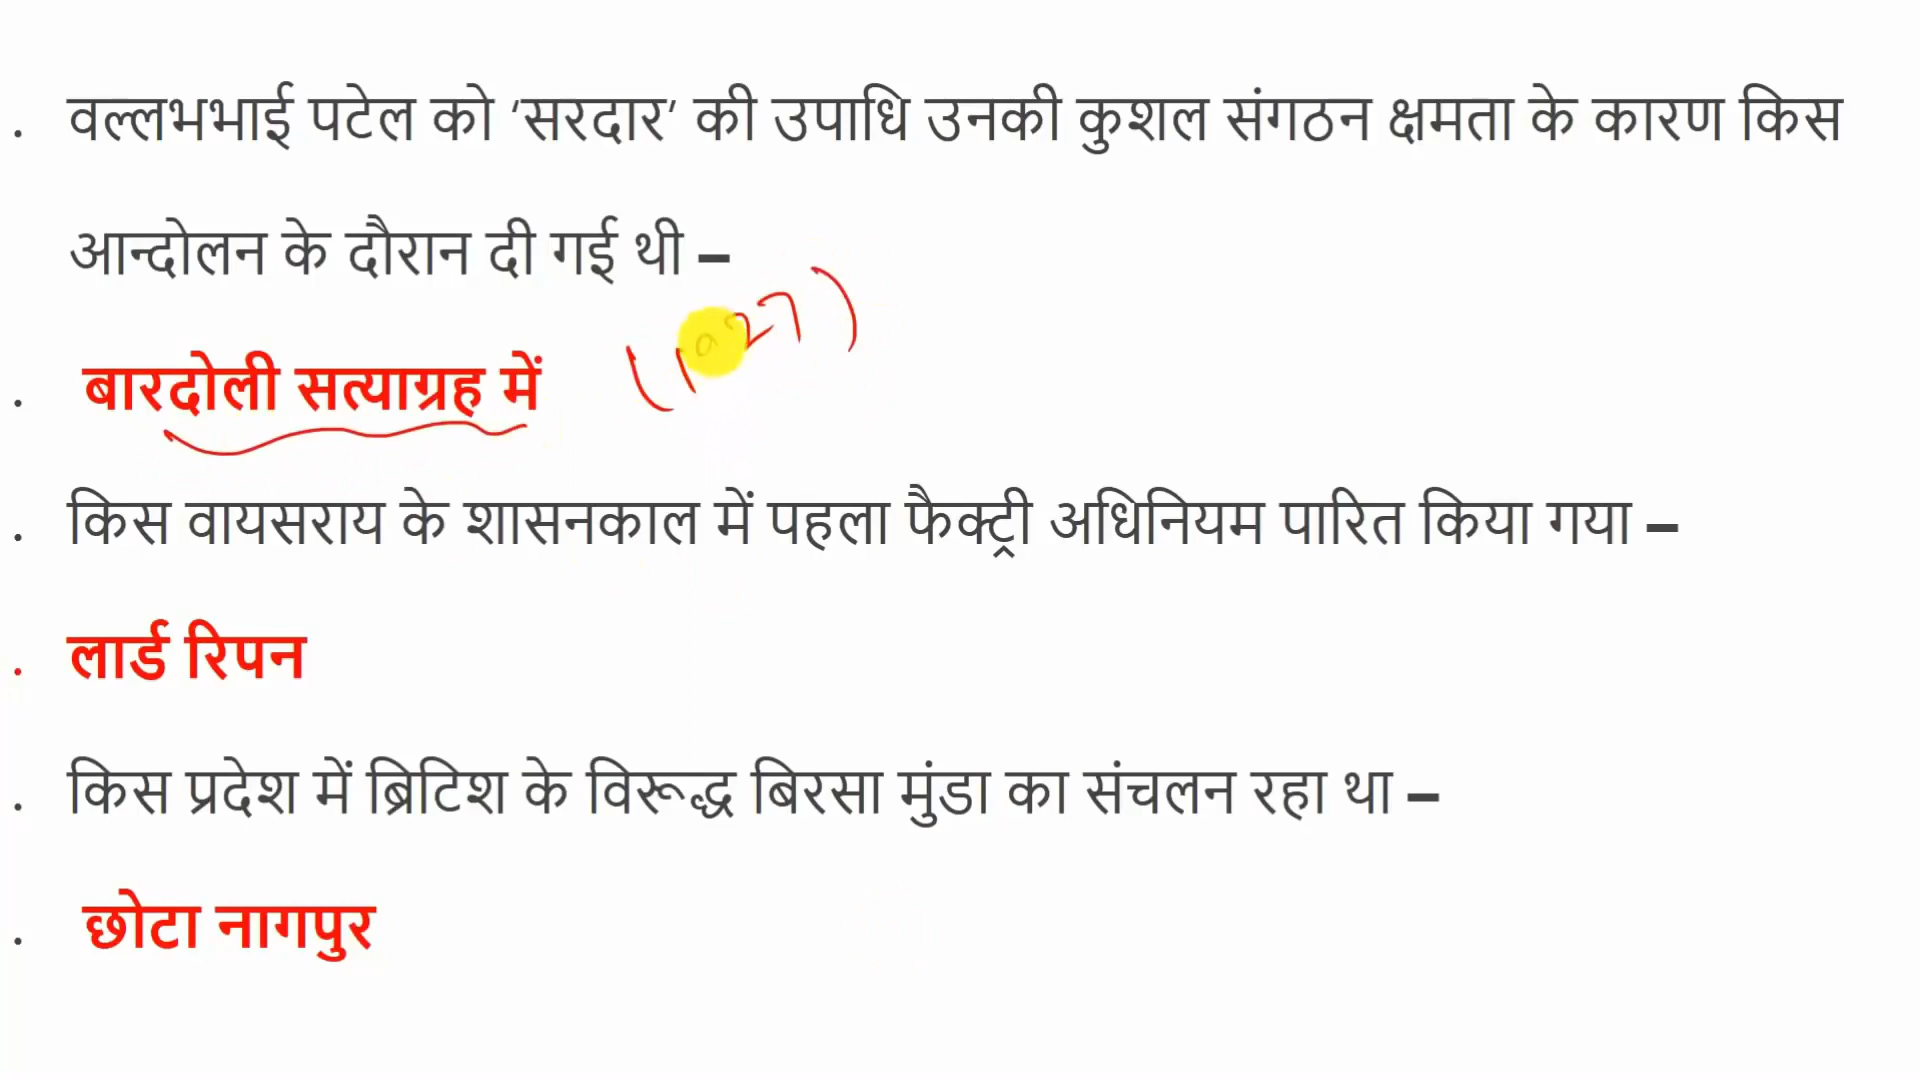 . वल्लभभाई पटेल को ‘सरदार’ की उपाधि उनकी कुशल संगठन क्षमता के कारण किस
आन्दोलन के दौरान दी गई थी –
(1927)
. बारदोली सत्याग्रह में
. किस वायसराय के शासनकाल में पहला फैक्ट्री अधिनियम पारित किया गया –
. लार्ड रिपन
. किस प्रदेश में ब्रिटिश के विरूद्ध बिरसा मुंडा का संचलन रहा था –
. छोटा नागपुर